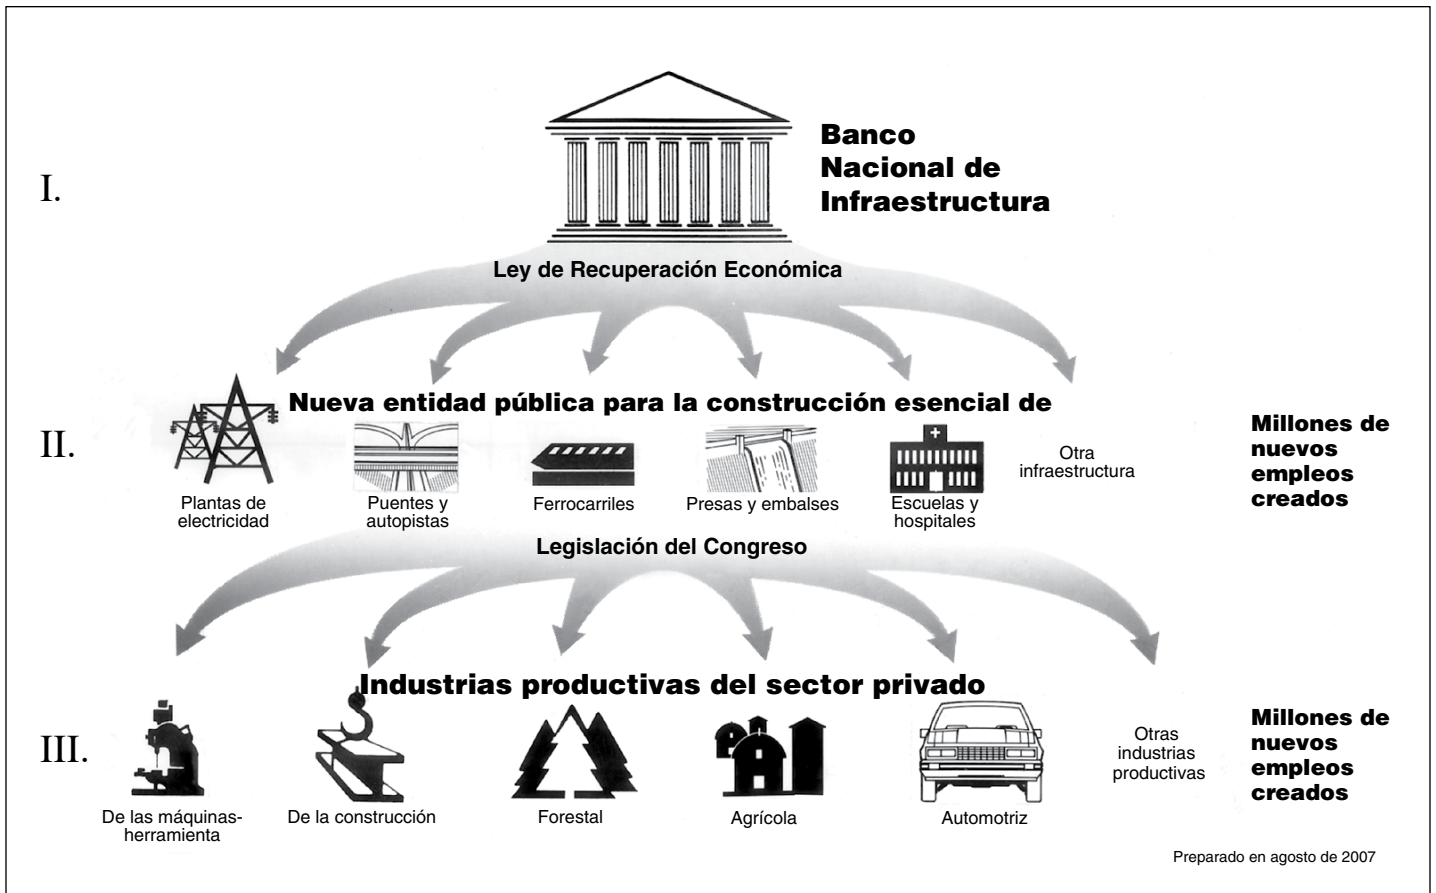 I.
Banco
Nacional de
Infraestructura
Ley de Recuperación Económica
II.
Nueva entidad pública para la construcción esencial de
Plantas de
electricidad
Puentes y
autopistas
Ferrocarriles
Presas y embalses
Escuelas y
hospitales
Otra
infraestructura
Millones de
nuevos
empleos
creados
Legislación del Congreso
III.
Industrias productivas del sector privado
De las máquinas-
herramienta
De la construcción
Forestal
Agrícola
Automotriz
Otras
industrias
productivas
Millones de
nuevos
empleos
creados
Preparado en agosto de 2007